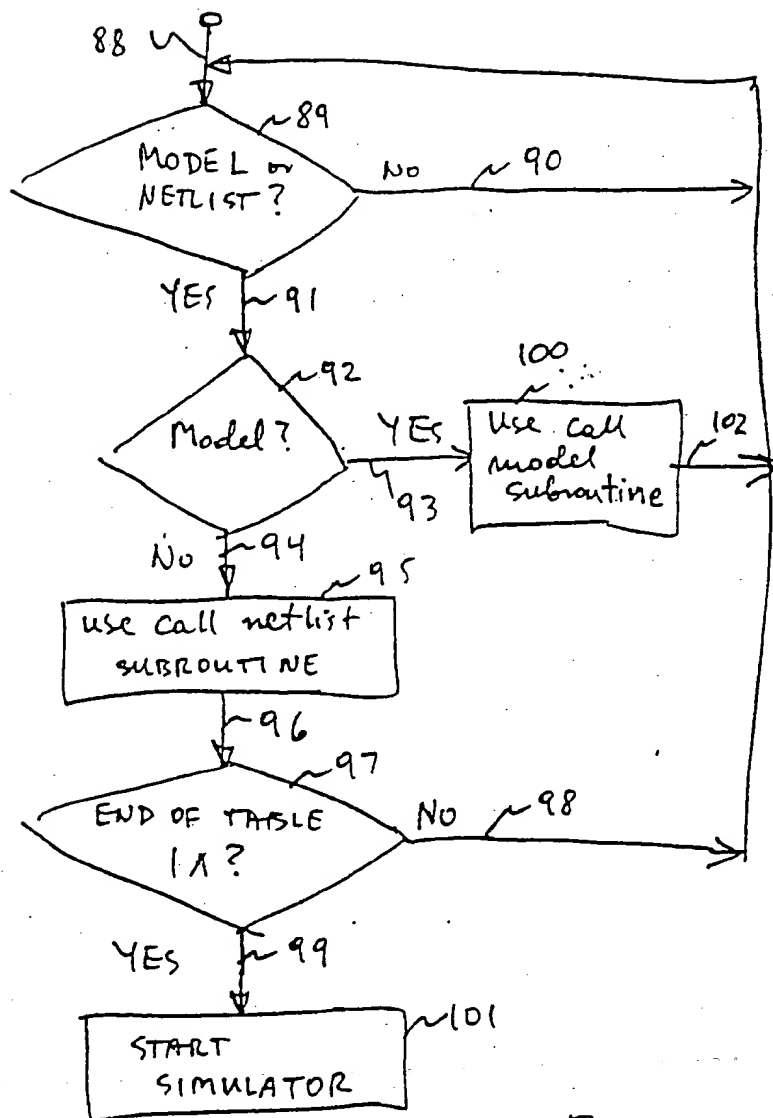 88
89
MODEL or
NETLIST?
NO
90
YES
91
92
Model?
YES
93
100
Use call
model
subroutine
102
NO
94
95
use call netlist
SUBROUTINE
96
97
END OF TABLE
1A?
NO
98
YES
99
101
START
SIMULATOR